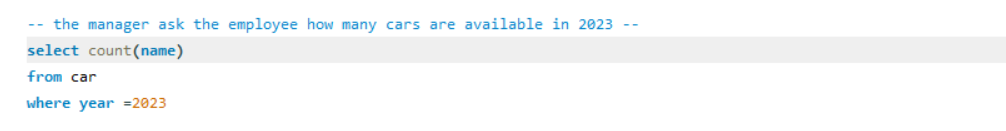 -- the manager ask the employee how many cars are available in 2023 --
select count(name)
from car
where year =2023